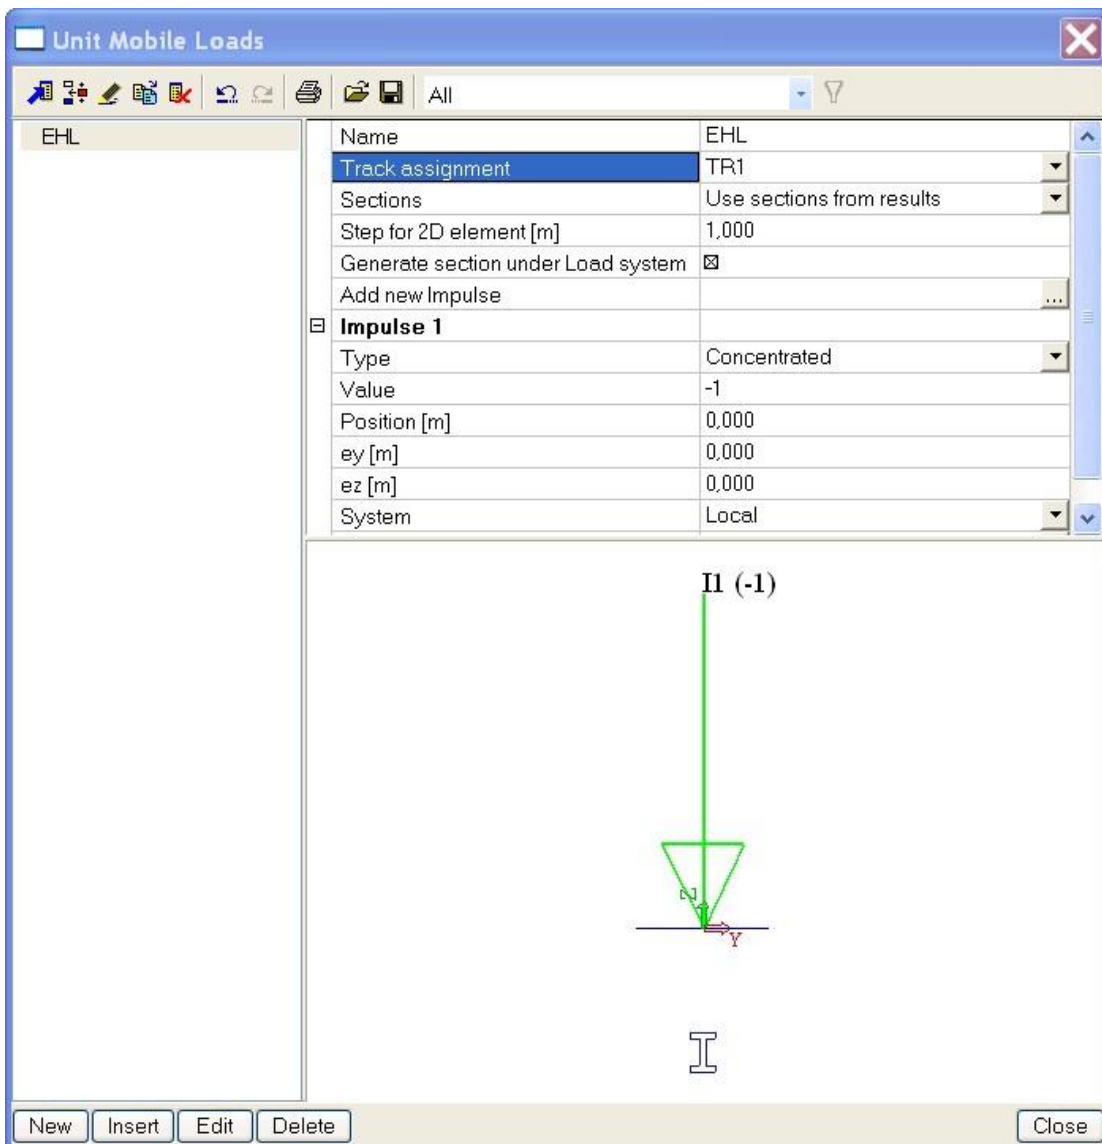 Unit Mobile Loads
All
EHL
Name EHL
Track assignment TR1
Sections Use sections from results
Step for 2D element [m] 1,000
Generate section under Load system
Add new Impulse ...
Impulse 1
Type Concentrated
Value -1
Position [m] 0,000
ey [m] 0,000
ez [m] 0,000
System Local
I1 (-1)
Z
Y
New Insert Edit Delete Close